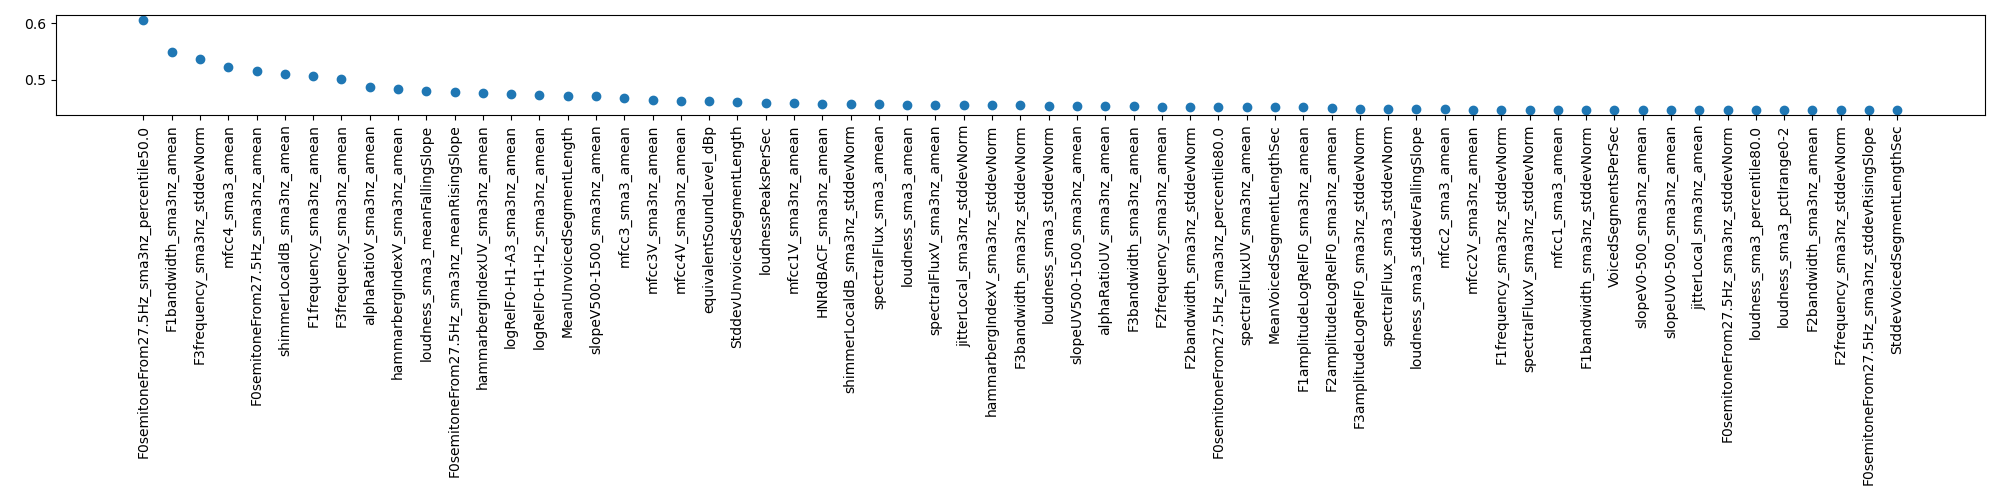 0.6
0.5
F0semitoneFrom27.5Hz_sma3nz_percentile50.0
F1bandwidth_sma3nz_amean
F3frequency_sma3nz_stddevNorm
mfcc4_sma3_amean
F0semitoneFrom27.5Hz_sma3nz_amean
shimmerLocaldB_sma3nz_amean
F1frequency_sma3nz_amean
F3frequency_sma3nz_amean
alphaRatioV_sma3nz_amean
hammarbergIndexV_sma3nz_amean
loudness_sma3_meanFallingSlope
F0semitoneFrom27.5Hz_sma3nz_meanRisingSlope
hammarbergIndexUV_sma3nz_amean
logRelF0-H1-A3_sma3nz_amean
logRelF0-H1-H2_sma3nz_amean
MeanUnvoicedSegmentLength
slopeV500-1500_sma3nz_amean
mfcc3_sma3_amean
mfcc3V_sma3nz_amean
mfcc4V_sma3nz_amean
equivalentSoundLevel_dBp
StddevUnvoicedSegmentLength
loudnessPeaksPerSec
mfcc1V_sma3nz_amean
HNRdBACF_sma3nz_amean
shimmerLocaldB_sma3nz_stddevNorm
spectralFlux_sma3_amean
loudness_sma3_amean
spectralFluxV_sma3nz_amean
jitterLocal_sma3nz_stddevNorm
hammarbergIndexV_sma3nz_stddevNorm
F3bandwidth_sma3nz_stddevNorm
loudness_sma3_stddevNorm
slopeUV500-1500_sma3nz_amean
alphaRatioUV_sma3nz_amean
F3bandwidth_sma3nz_amean
F2frequency_sma3nz_amean
F2bandwidth_sma3nz_stddevNorm
F0semitoneFrom27.5Hz_sma3nz_percentile80.0
spectralFluxUV_sma3nz_amean
MeanVoicedSegmentLengthSec
F1amplitudeLogRelF0_sma3nz_amean
F2amplitudeLogRelF0_sma3nz_amean
F3amplitudeLogRelF0_sma3nz_stddevNorm
spectralFlux_sma3_stddevNorm
loudness_sma3_stddevFallingSlope
mfcc2_sma3_amean
mfcc2V_sma3nz_amean
F1frequency_sma3nz_stddevNorm
spectralFluxV_sma3nz_stddevNorm
mfcc1_sma3_amean
F1bandwidth_sma3nz_stddevNorm
VoicedSegmentsPerSec
slopeV0-500_sma3nz_amean
slopeUV0-500_sma3nz_amean
jitterLocal_sma3nz_amean
F0semitoneFrom27.5Hz_sma3nz_stddevNorm
loudness_sma3_percentile80.0
loudness_sma3_pctlrange0-2
F2bandwidth_sma3nz_amean
F2frequency_sma3nz_stddevNorm
F0semitoneFrom27.5Hz_sma3nz_stddevRisingSlope
StddevVoicedSegmentLengthSec